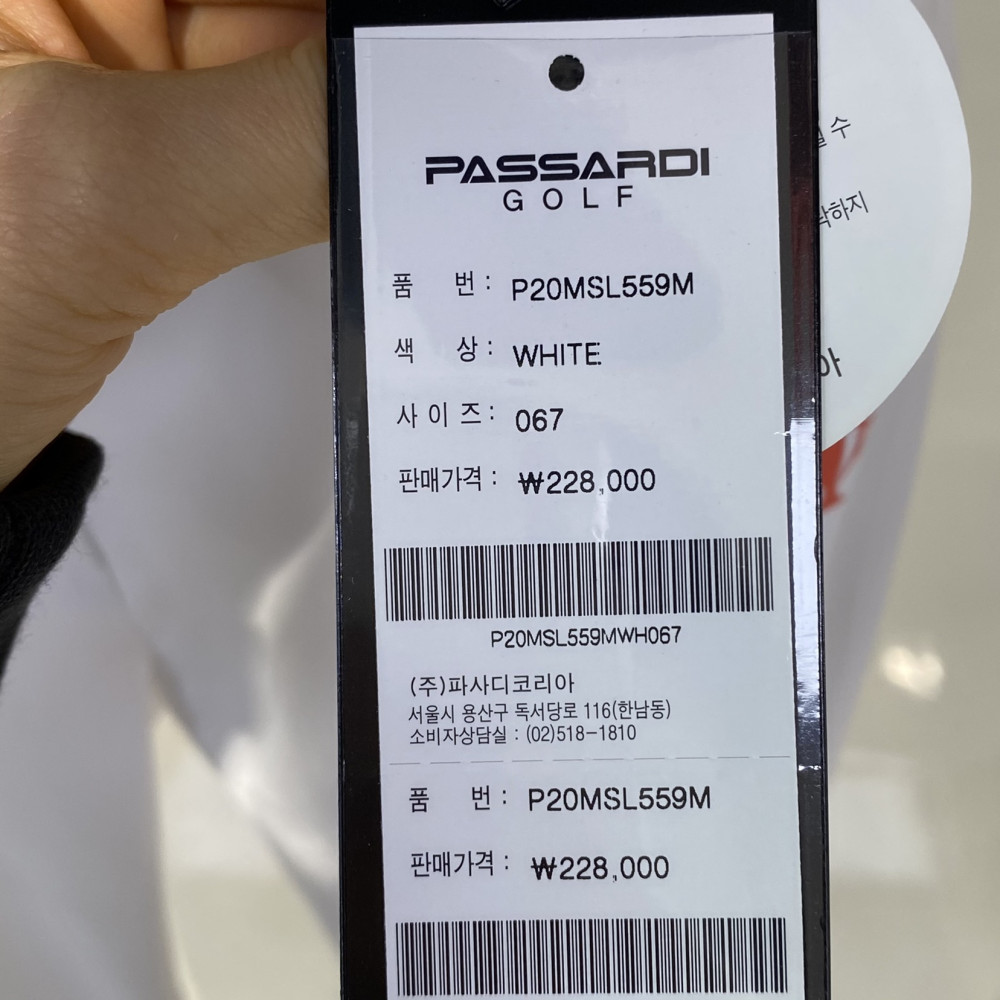 PASSARDI
GOLF
품 번 : P20MSL559M
색 상 : WHITE
사 이 즈 : 067
판매가격 : ₩228,000
P20MSL559MWH067
(주)파사디코리아
서울시 용산구 독서당로 116(한남동)
소비자상담실 : (02)518-1810
품 번 : P20MSL559M
판매가격 : ₩228,000
수